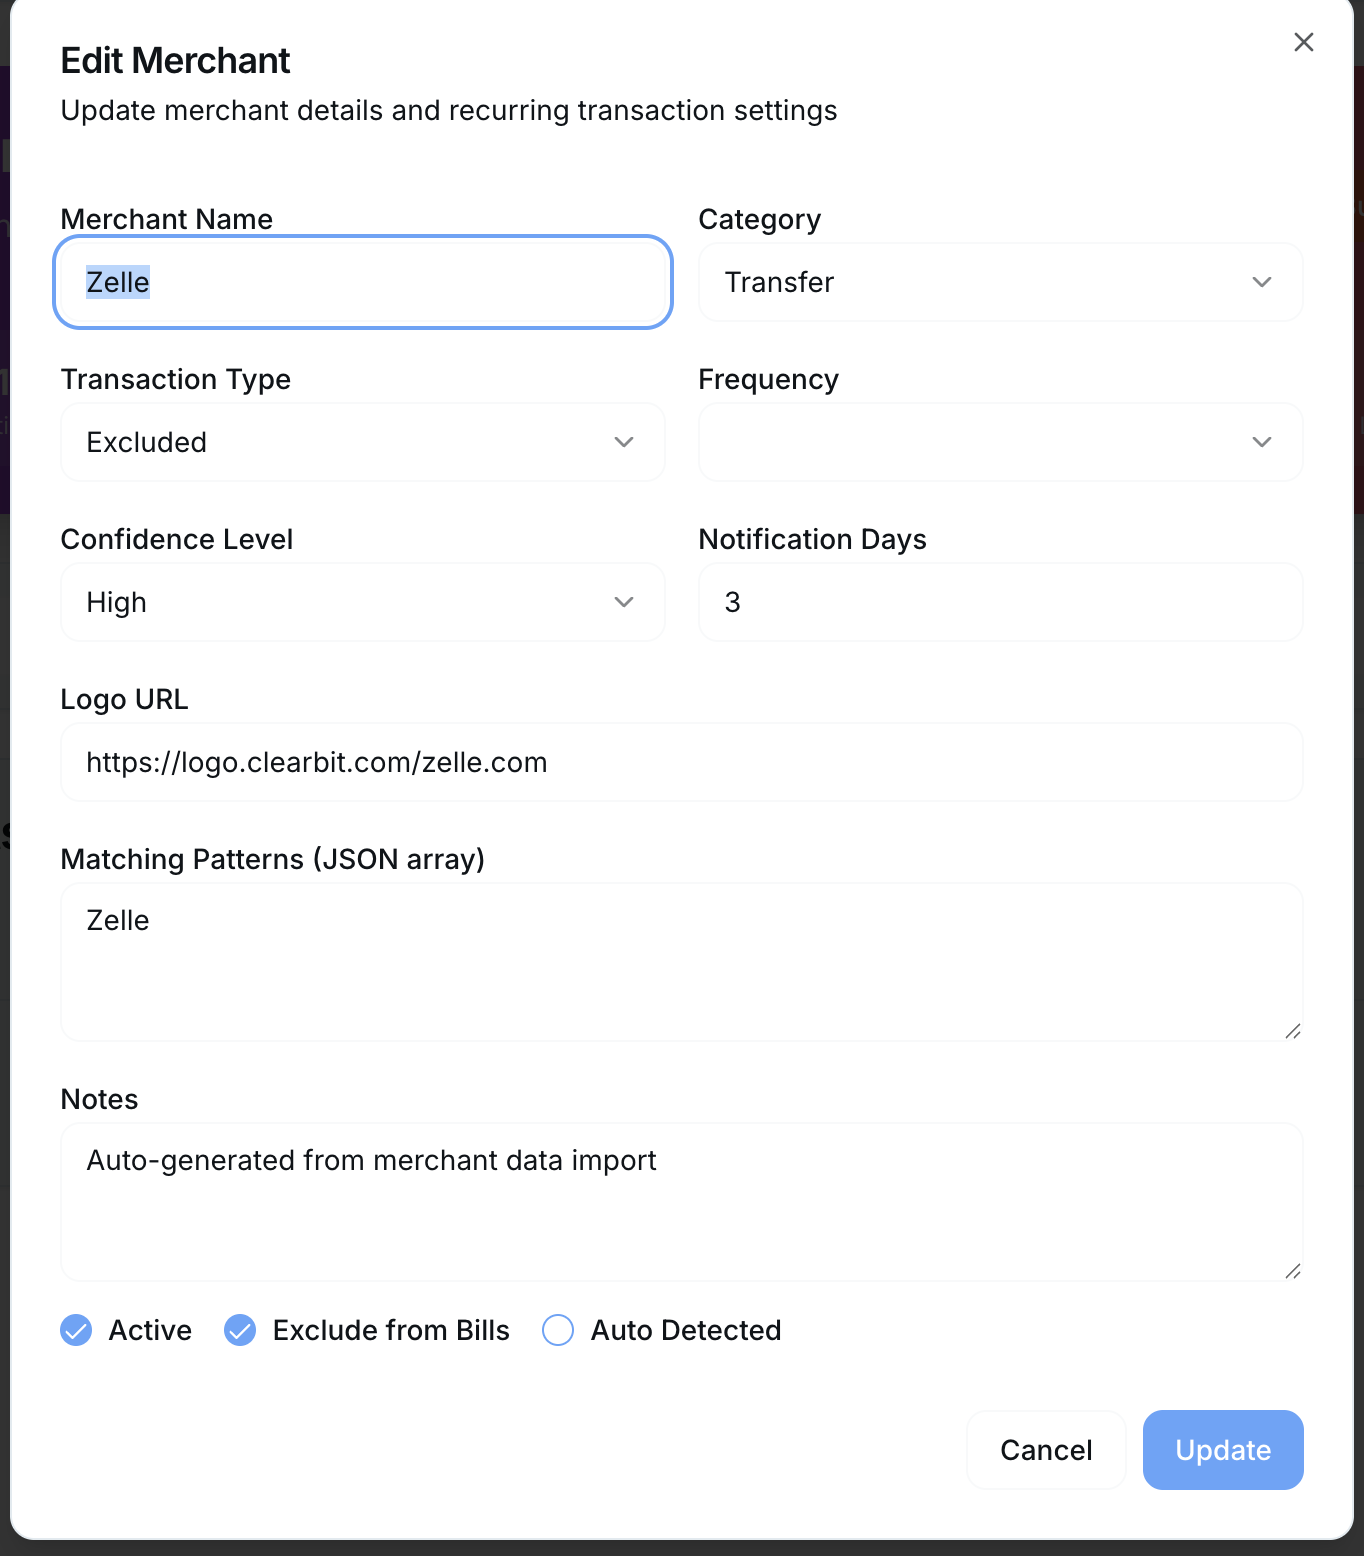 Edit Merchant
Update merchant details and recurring transaction settings
Merchant Name
Zelle
Category
Transfer
Transaction Type
Excluded
Frequency
Confidence Level
High
Notification Days
3
Logo URL
https://logo.clearbit.com/zelle.com
Matching Patterns (JSON array)
Zelle
Notes
Auto-generated from merchant data import
Active
Exclude from Bills
Auto Detected
Cancel
Update